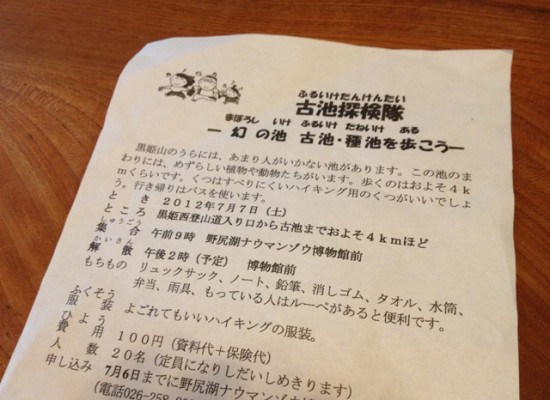 ふるいけたんけんたい
古池探検隊
まぼろし いけ ふるいけ たねいけ ある
― 幻 の池 古池・種池を歩こう―
黒姫山のうらには、あまり人がいかない池があります。この池のま
わりには、めずらしい植物や動物たちがいます。歩くのはおよそ4k
mくらいです。くつはすべりにくいハイキング用のくつがいいでしょ
う。行き帰りはバスを使います。
と き 2012年7月7日(土)
ところ 黒姫西登山道入り口から古池までおよそ4kmほど
しゅうごう
集 合 午前9時 野尻湖ナウマンゾウ博物館前
かいさん
解 散 午後2時(予定) 博物館前
もちもの リュックサック、ノート、鉛筆、消しゴム、タオル、水筒、
弁当、雨具、もっている人はルーペがあると便利です。
ふくそう
服 装 よごれてもいいハイキングの服装。
ひよう
費 用 100円(資料代+保険代)
人 数 20名(定員になりしだいしめきります)
申し込み 7月6日までに野尻湖ナウマンゾウ
(電話026-258